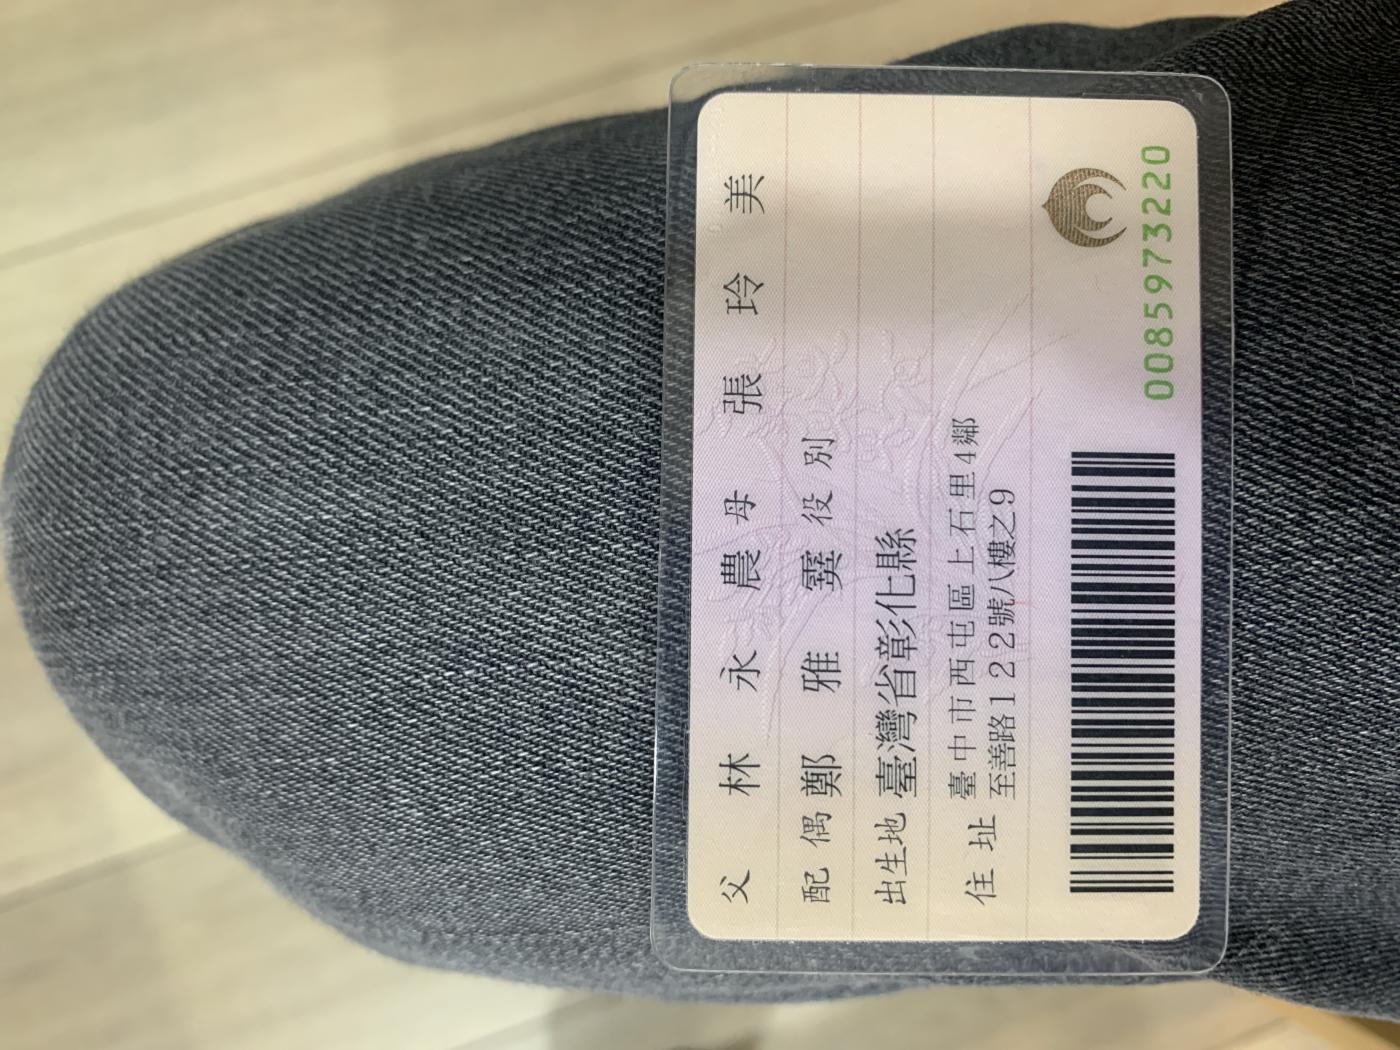 父 林永農 母 張玲美
配偶 鄭雅霙 役別
出生地 臺灣省彰化縣
住址 臺中市西屯區上石里4鄰
至善路122號八樓之9
0085973220